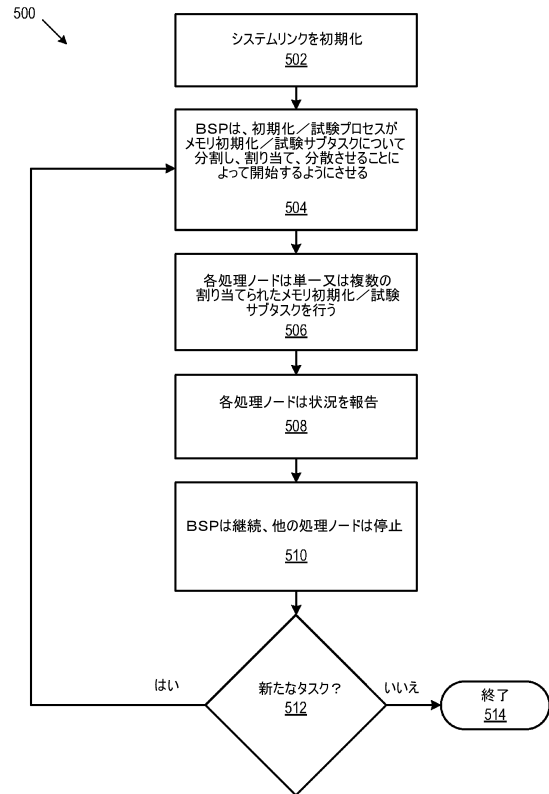 500
システムリンクを初期化
502
BSPは、初期化／試験プロセスが
メモリ初期化／試験サブタスクについて
分割し、割り当て、分散させることに
よって開始するようにさせる
504
各処理ノードは単一又は複数の
割り当てられたメモリ初期化／試験
サブタスクを行う
506
各処理ノードは状況を報告
508
BSPは継続、他の処理ノードは停止
510
はい
新たなタスク？
512
いいえ
終了
514